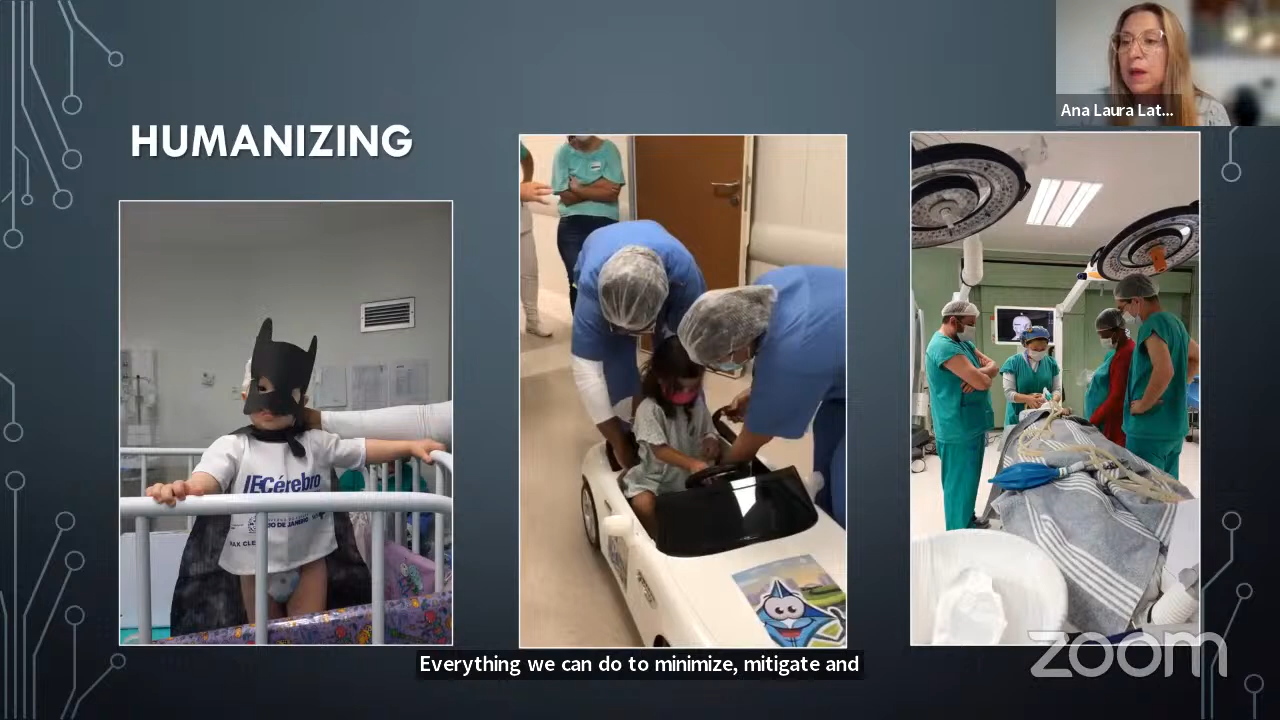 Ana Laura Lat...
HUMANIZING
IECérebro
Everything we can do to minimize, mitigate and
zoom